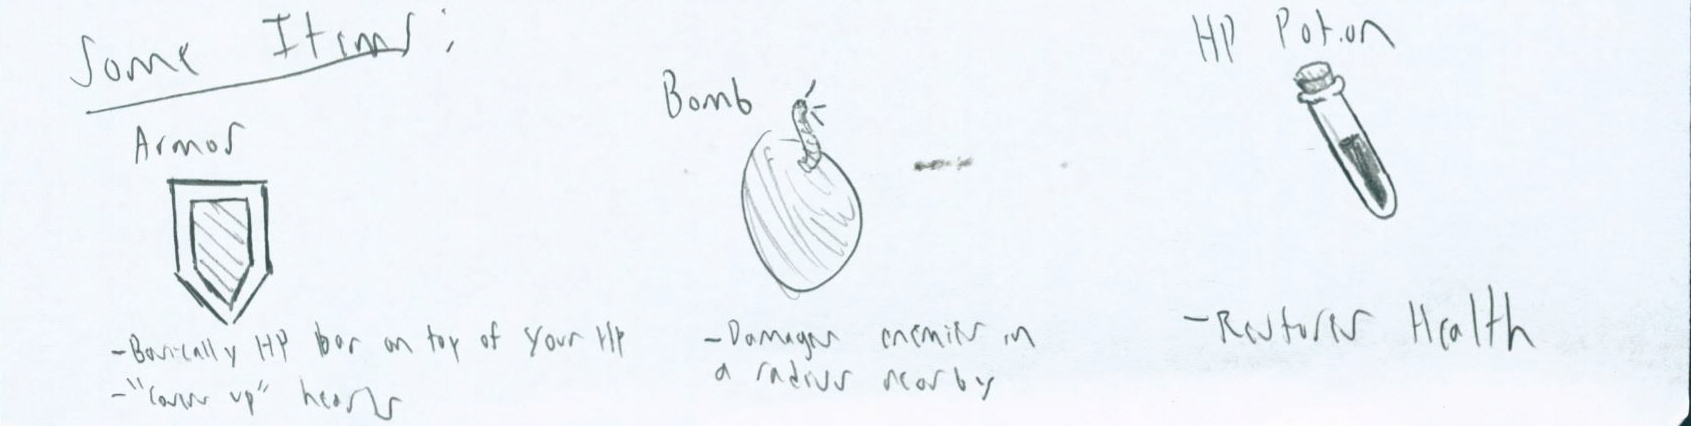 Some Items:
Armor
Bomb
HP Potion
-Basically HP bar on top of your HP
-"Cover up" hearts
-Damages enemies in
a radius nearby
-Restores Health